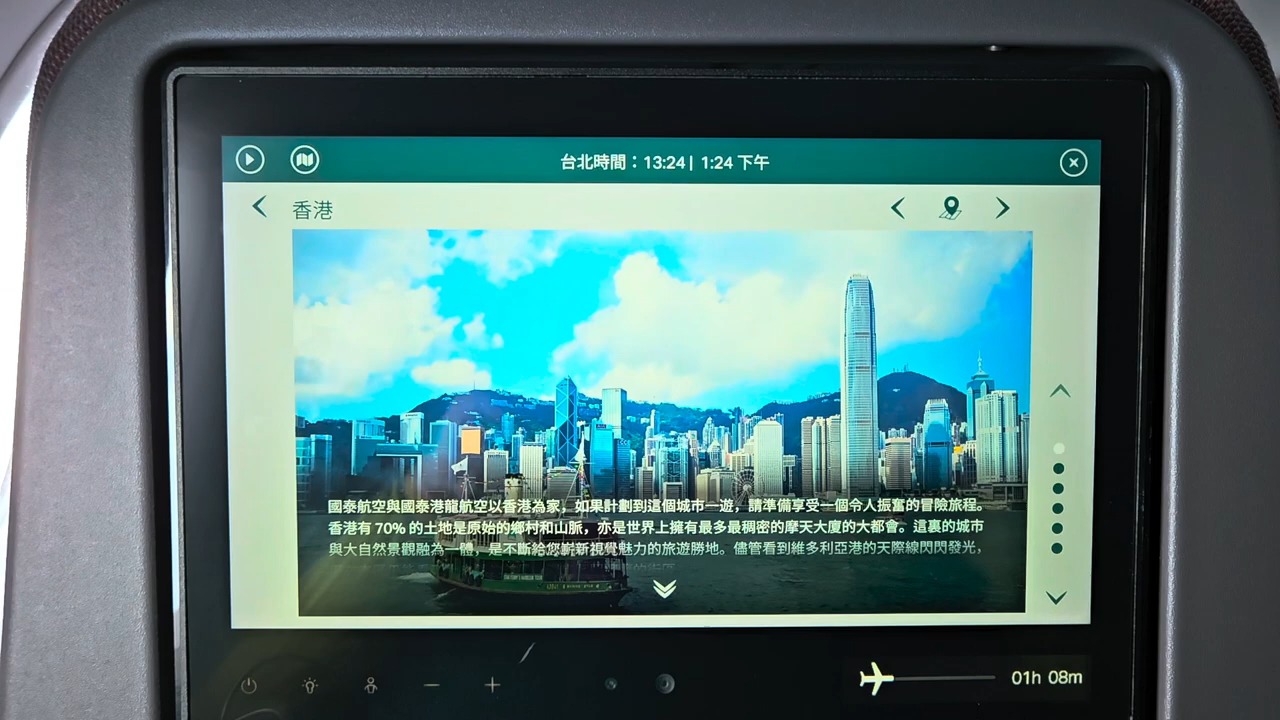 台北時間：13:24 | 1:24 下午
香港
國泰航空與國泰港龍航空以香港為家，如果計劃到這個城市一遊，請準備享受一個令人振奮的冒險旅程。
香港有 70% 的土地是原始的鄉村和山脈，亦是世界上擁有最多最稠密的摩天大廈的大都會。這裏的城市
與大自然景觀融為一體，是不斷給您嶄新視覺魅力的旅遊勝地。儘管看到維多利亞港的天際線閃閃發光，
01h 08m